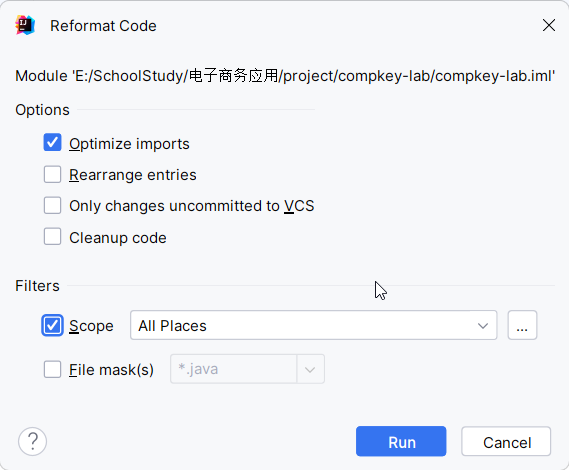 Reformat Code
Module 'E:/SchoolStudy/电子商务应用/project/compkey-lab/compkey-lab.iml'
Options
Optimize imports
Rearrange entries
Only changes uncommitted to VCS
Cleanup code
Filters
Scope All Places ...
File mask(s) *.java
? Run Cancel